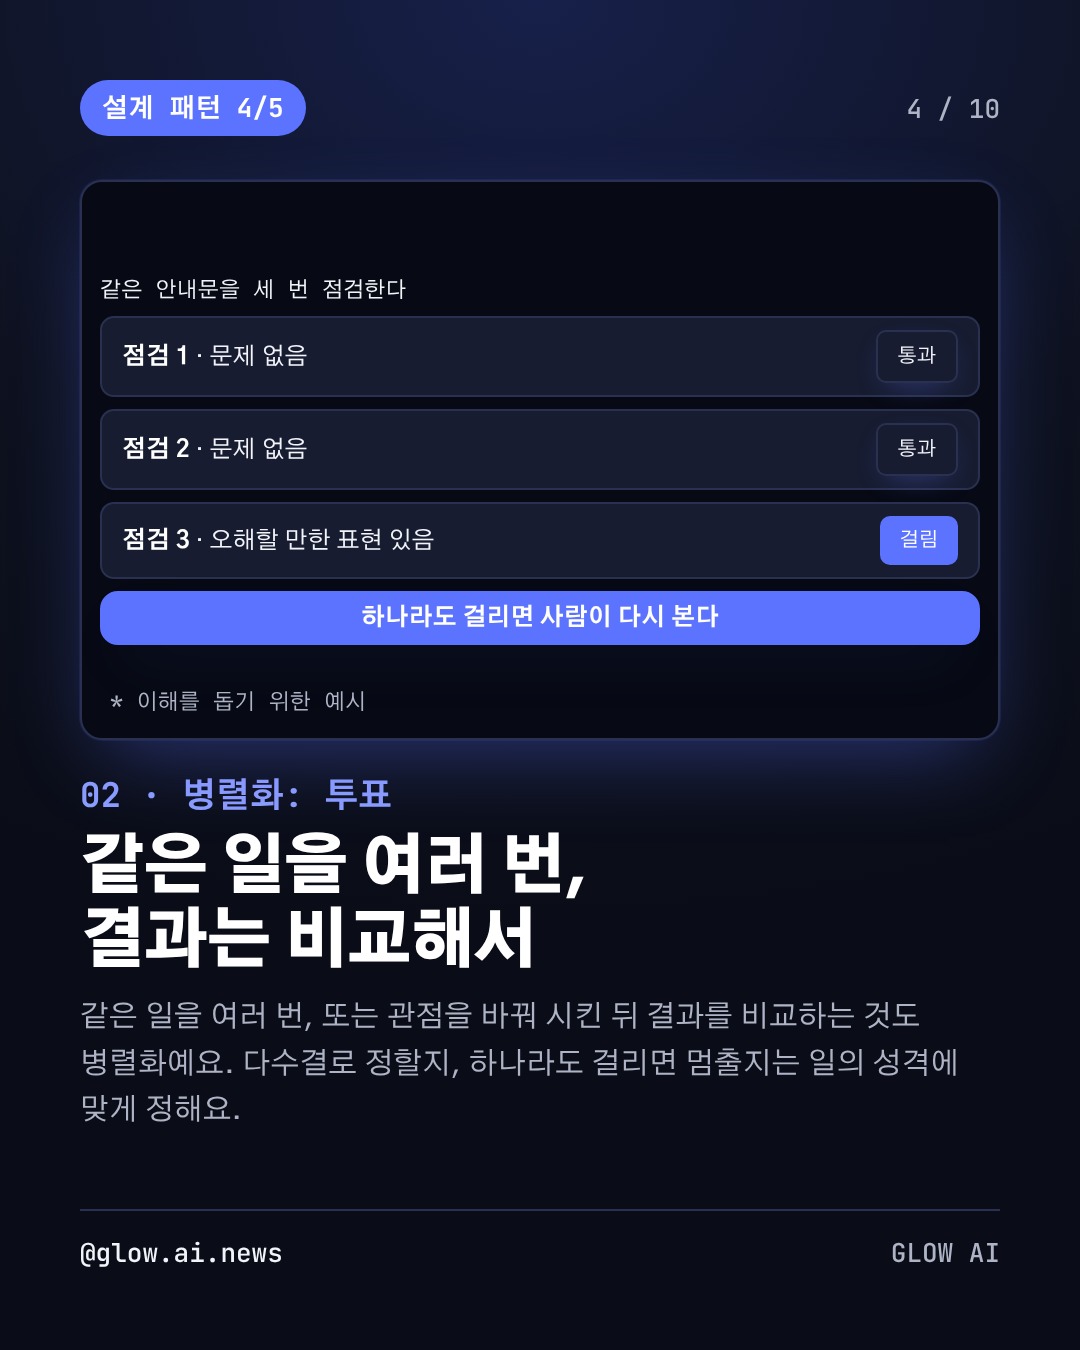 설계 패턴 4/5
4 / 10
같은 안내문을 세 번 점검한다
점검 1 · 문제 없음
통과
점검 2 · 문제 없음
통과
점검 3 · 오해할 만한 표현 있음
걸림
하나라도 걸리면 사람이 다시 본다
* 이해를 돕기 위한 예시
02 · 병렬화: 투표
같은 일을 여러 번,
결과는 비교해서
같은 일을 여러 번, 또는 관점을 바꿔 시킨 뒤 결과를 비교하는 것도
병렬화예요. 다수결로 정할지, 하나라도 걸리면 멈출지는 일의 성격에
맞게 정해요.
@glow.ai.news
GLOW AI